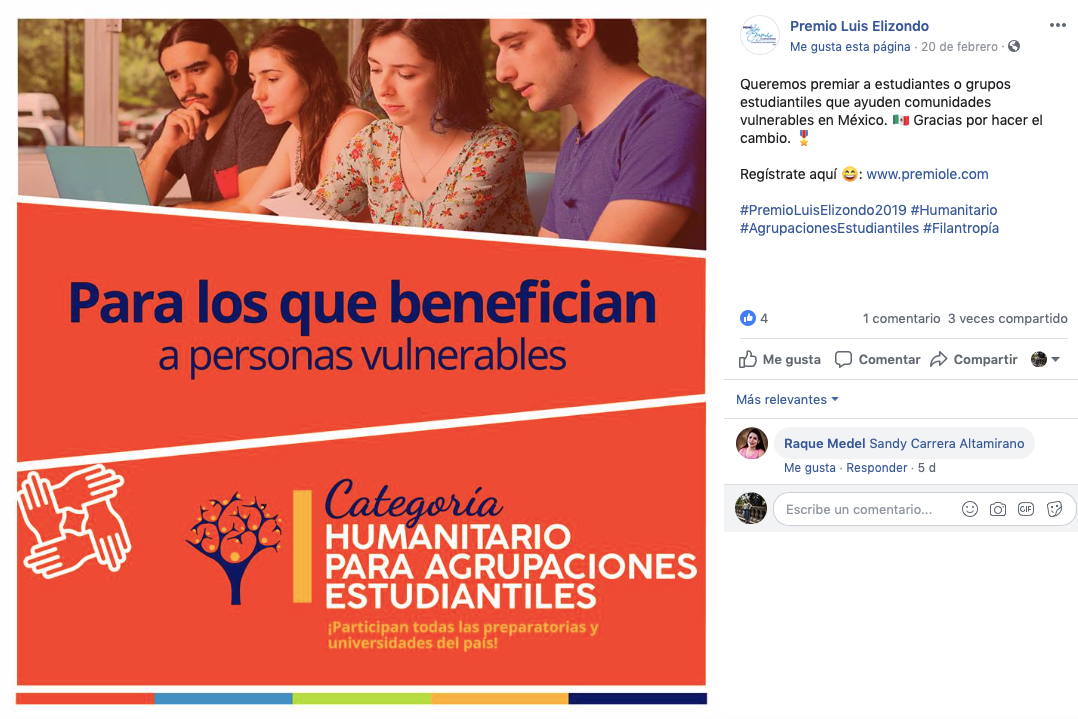 Para los que benefician
a personas vulnerables
Categoría
HUMANITARIO
PARA AGRUPACIONES
ESTUDIANTILES
¡Participan todas las preparatorias y
universidades del país!
Premio Luis Elizondo
Me gusta esta página · 20 de febrero ·
Queremos premiar a estudiantes o grupos
estudiantiles que ayuden comunidades
vulnerables en México. 🇲🇽 Gracias por hacer el
cambio. 🎖️
Regístrate aquí 😄: www.premiole.com
#PremioLuisElizondo2019 #Humanitario
#AgrupacionesEstudiantiles #Filantropía
4 1 comentario 3 veces compartido
Me gusta Comentar Compartir
Más relevantes
Raque Medel Sandy Carrera Altamirano
Me gusta · Responder · 5 d
Escribe un comentario... GIF